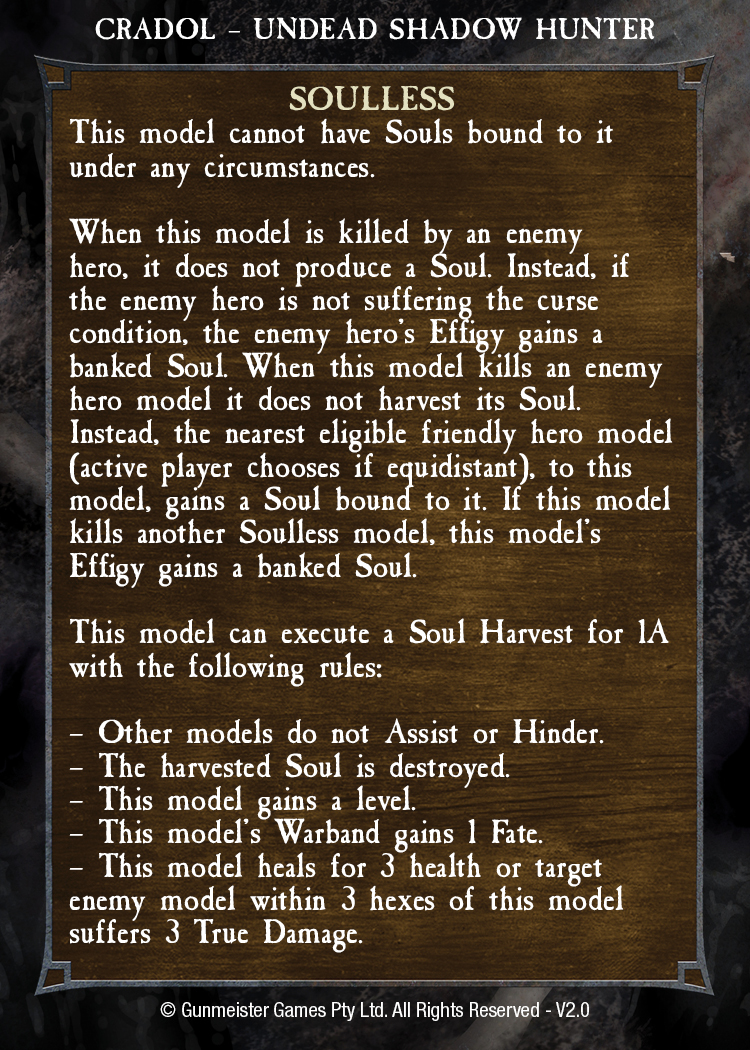 CRADOL – UNDEAD SHADOW HUNTER
SOULLESS
This model cannot have Souls bound to it
under any circumstances.
When this model is killed by an enemy
hero, it does not produce a Soul. Instead, if
the enemy hero is not suffering the curse
condition, the enemy hero's Effigy gains a
banked Soul. When this model kills an enemy
hero model it does not harvest its Soul.
Instead, the nearest eligible friendly hero model
(active player chooses if equidistant), to this
model, gains a Soul bound to it. If this model
kills another Soulless model, this model's
Effigy gains a banked Soul.
This model can execute a Soul Harvest for 1A
with the following rules:
– Other models do not Assist or Hinder.
– The harvested Soul is destroyed.
– This model gains a level.
– This model's Warband gains 1 Fate.
– This model heals for 3 health or target
enemy model within 3 hexes of this model
suffers 3 True Damage.
© Gunmeister Games Pty Ltd. All Rights Reserved - V2.0